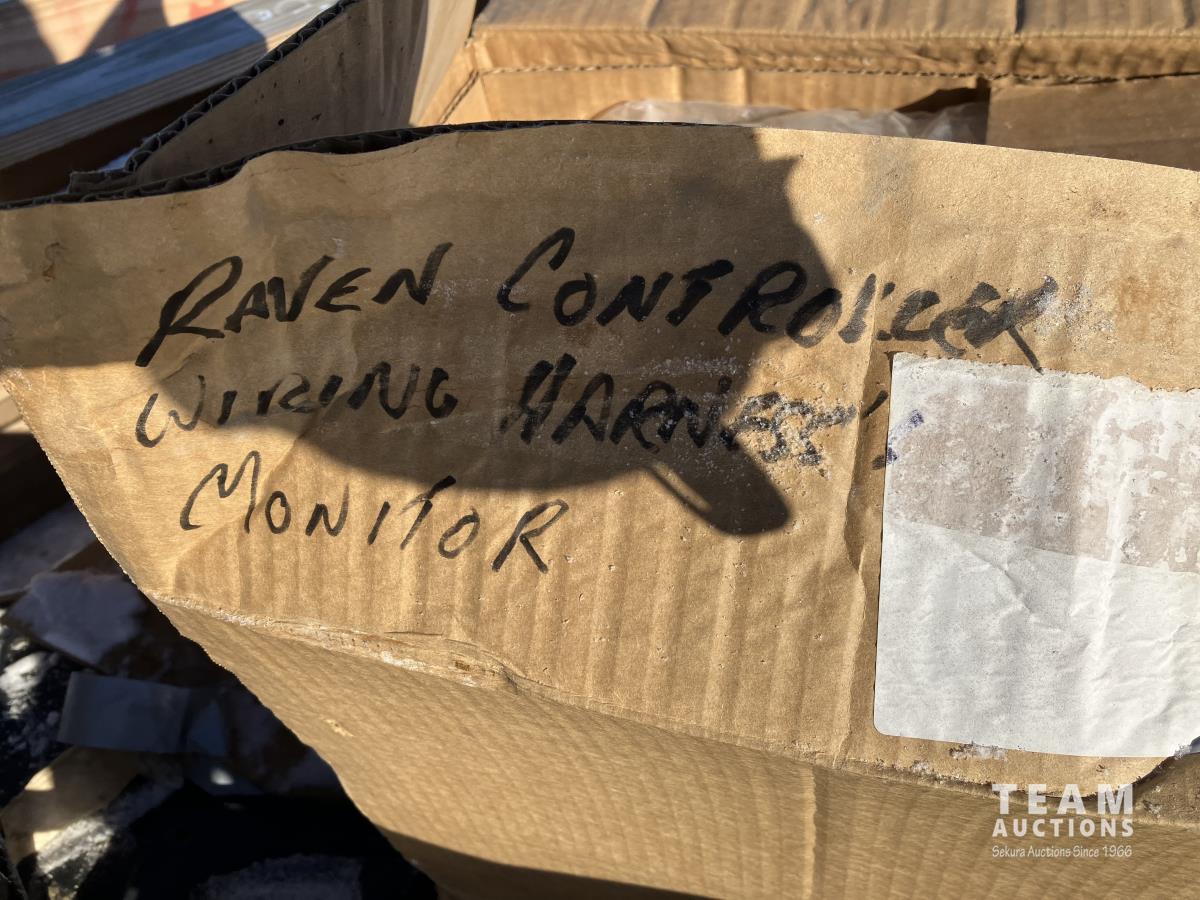 RAVEN CONTROLLER
WIRING HARNESS
MONITOR
TEAM
AUCTIONS
Sekura Auctions Since 1966